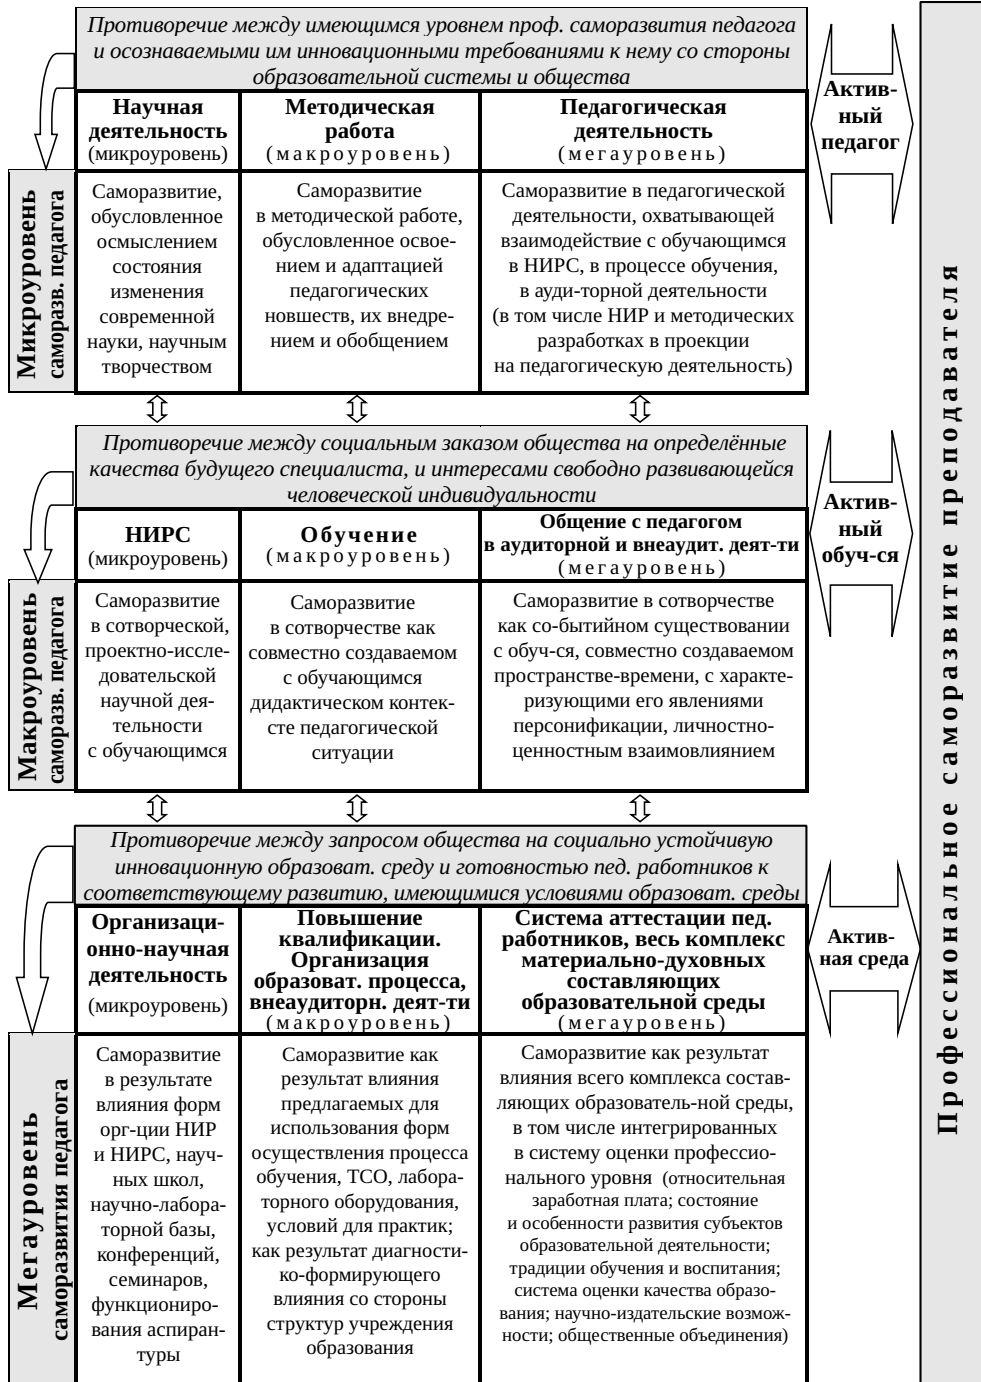 Противоречие между имеющимся уровнем проф. саморазвития педагога
и осознаваемыми им инновационными требованиями к нему со стороны
образовательной системы и общества
Актив-
ный
педагог
Научная
деятельность
(микроуровень)
Методическая
работа
(макроуровень)
Педагогическая
деятельность
(мегауровень)
Микроуровень
саморазв. педагога
Саморазвитие,
обусловленное
осмыслением
состояния
изменения
современной
науки, научным
творчеством
Саморазвитие
в методической работе,
обусловленное освое-
нием и адаптацией
педагогических
новшеств, их внедре-
нием и обобщением
Саморазвитие в педагогической
деятельности, охватывающей
взаимодействие с обучающимся
в НИРС, в процессе обучения,
в ауди-торной деятельности
(в том числе НИР и методических
разработках в проекции
на педагогическую деятельность)
Противоречие между социальным заказом общества на определённые
качества будущего специалиста, и интересами свободно развивающейся
человеческой индивидуальности
Актив-
ный
обуч-ся
НИРС
(микроуровень)
Обучение
(макроуровень)
Общение с педагогом
в аудиторной и внеаудит. деят-ти
(мегауровень)
Макроуровень
саморазв. педагога
Саморазвитие
в сотворческой,
проектно-иссле-
довательской
научной дея-
тельности
с обучающимся
Саморазвитие
в сотворчестве как
совместно создаваемом
с обучающимся
дидактическом контек-
сте педагогической
ситуации
Саморазвитие в сотворчестве
как со-бытийном существовании
с обуч-ся, совместно создаваемом
пространстве-времени, с характе-
ризующими его явлениями
персонификации, личностно-
ценностным взаимовлиянием
Противоречие между запросом общества на социально устойчивую
инновационную образоват. среду и готовностью пед. работников к
соответствующему развитию, имеющимися условиями образоват. среды
Актив-
ная среда
Организаци-
онно-научная
деятельность
(микроуровень)
Повышение
квалификации.
Организация
образоват. процесса,
внеаудиторн. деят-ти
(макроуровень)
Система аттестации пед.
работников, весь комплекс
материально-духовных
составляющих
образовательной среды
(мегауровень)
Мегауровень
саморазвития педагога
Саморазвитие
в результате
влияния форм
орг-ции НИР
и НИРС, науч-
ных школ,
научно-лабора-
торной базы,
конференций,
семинаров,
функциониро-
вания аспиран-
туры
Саморазвитие как
результат влияния
предлагаемых для
использования форм
осуществления процесса
обучения, ТСО, лабора-
торного оборудования,
условий для практик;
как результат диагности-
ко-формирующего
влияния со стороны
структур учреждения
образования
Саморазвитие как результат
влияния всего комплекса состав-
ляющих образователь-ной среды,
в том числе интегрированных
в систему оценки профессио-
нального уровня (относительная
заработная плата; состояние
и особенности развития субъектов
образовательной деятельности;
традиции обучения и воспитания;
система оценки качества образо-
вания; научно-издательские возмож-
ности; общественные объединения)
Профессиональное саморазвитие преподавателя